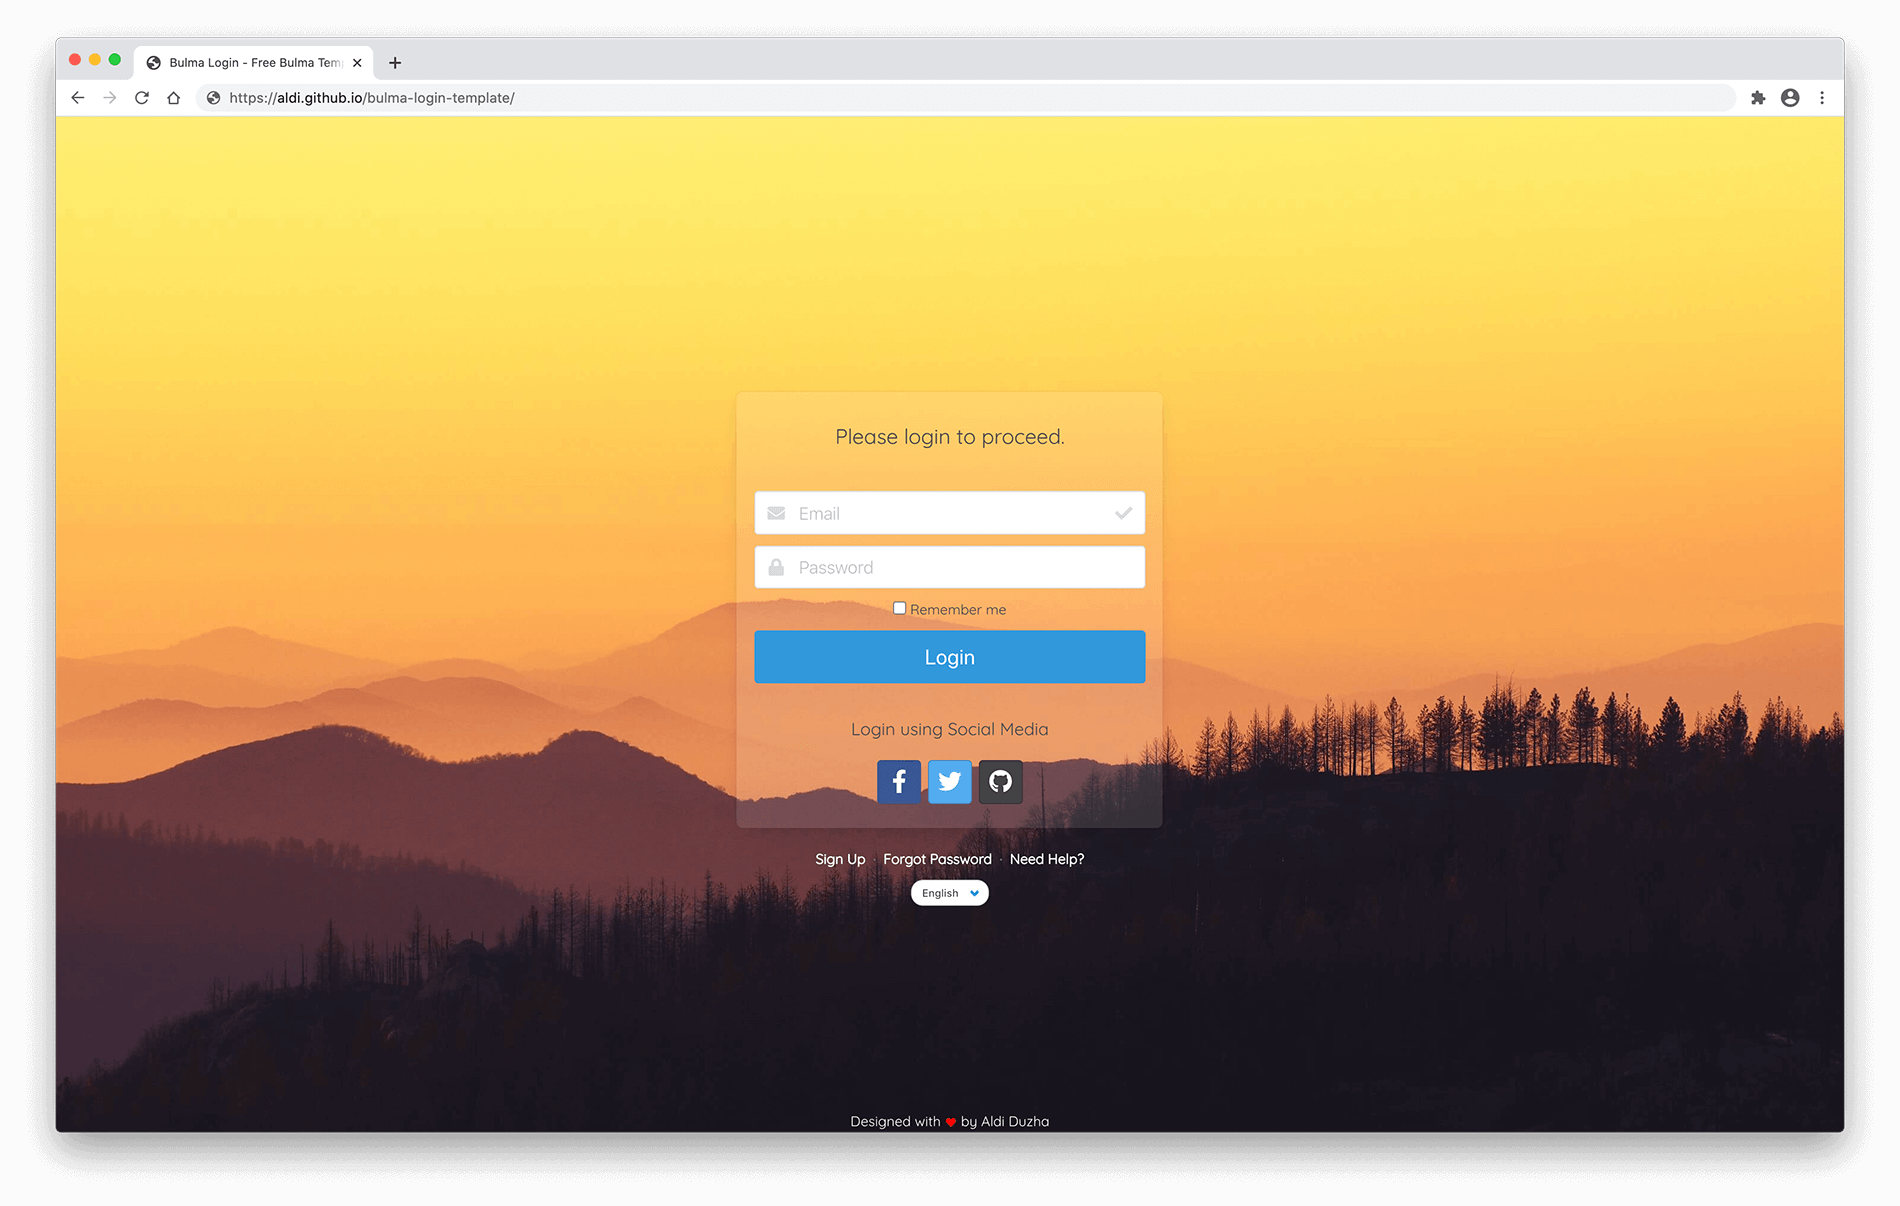 Bulma Login - Free Bulma Tem
https://aldi.github.io/bulma-login-template/
Please login to proceed.
Email
Password
Remember me
Login
Login using Social Media
Sign Up · Forgot Password · Need Help?
English
Designed with ❤ by Aldi Duzha